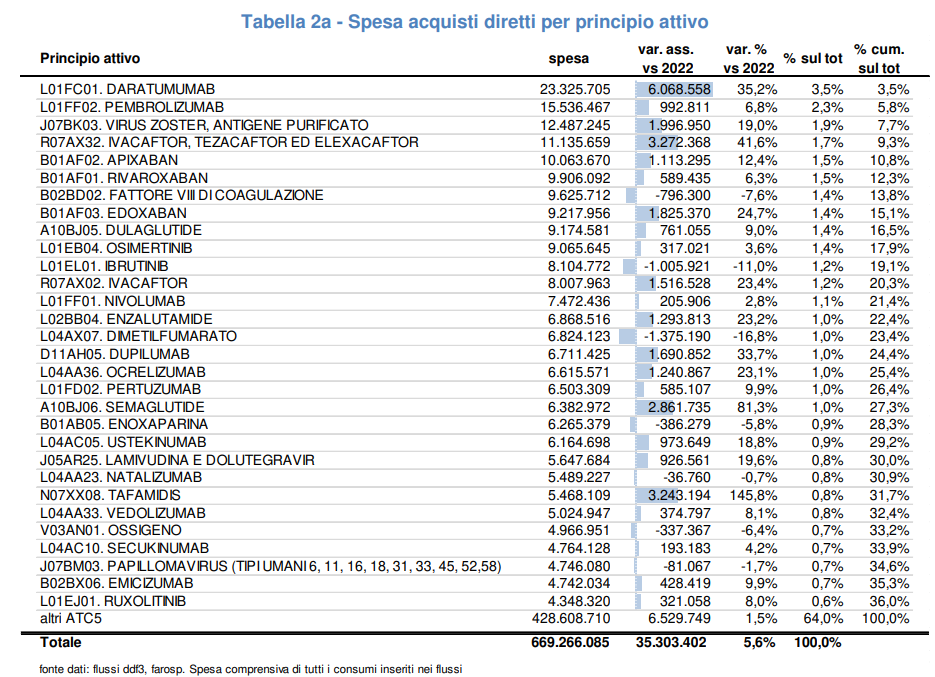 Tabella 2a - Spesa acquisti diretti per principio attivo
Principio attivo spesa var. ass. vs 2022 var. % vs 2022 % sul tot % cum. sul tot
L01FC01. DARATUMUMAB 23.325.705 6.068.558 35,2% 3,5% 3,5%
L01FF02. PEMBROLIZUMAB 15.536.467 992.811 6,8% 2,3% 5,8%
J07BK03. VIRUS ZOSTER, ANTIGENE PURIFICATO 12.487.245 1.996.950 19,0% 1,9% 7,7%
R07AX32. IVACAFTOR, TEZACAFTOR ED ELEXACAFTOR 11.135.659 3.272.368 41,6% 1,7% 9,3%
B01AF02. APIXABAN 10.063.670 1.113.295 12,4% 1,5% 10,8%
B01AF01. RIVAROXABAN 9.906.092 589.435 6,3% 1,5% 12,3%
B02BD02. FATTORE VIII DI COAGULAZIONE 9.625.712 -796.300 -7,6% 1,4% 13,8%
B01AF03. EDOXABAN 9.217.956 1.825.370 24,7% 1,4% 15,1%
A10BJ05. DULAGLUTIDE 9.174.581 761.055 9,0% 1,4% 16,5%
L01EB04. OSIMERTINIB 9.065.645 317.021 3,6% 1,4% 17,9%
L01EL01. IBRUTINIB 8.104.772 -1.005.921 -11,0% 1,2% 19,1%
R07AX02. IVACAFTOR 8.007.963 1.516.528 23,4% 1,2% 20,3%
L01FF01. NIVOLUMAB 7.472.436 205.906 2,8% 1,1% 21,4%
L02BB04. ENZALUTAMIDE 6.868.516 1.293.813 23,2% 1,0% 22,4%
L04AX07. DIMETILFUMARATO 6.824.123 -1.375.190 -16,8% 1,0% 23,4%
D11AH05. DUPILUMAB 6.711.425 1.690.852 33,7% 1,0% 24,4%
L04AA36. OCRELIZUMAB 6.615.571 1.240.867 23,1% 1,0% 25,4%
L01FD02. PERTUZUMAB 6.503.309 585.107 9,9% 1,0% 26,4%
A10BJ06. SEMAGLUTIDE 6.382.972 2.861.735 81,3% 1,0% 27,3%
B01AB05. ENOXAPARINA 6.265.379 -386.279 -5,8% 0,9% 28,3%
L04AC05. USTEKINUMAB 6.164.698 973.649 18,8% 0,9% 29,2%
J05AR25. LAMIVUDINA E DOLUTEGRAVIR 5.647.684 926.561 19,6% 0,8% 30,0%
L04AA23. NATALIZUMAB 5.489.227 -36.760 -0,7% 0,8% 30,9%
N07XX08. TAFAMIDIS 5.468.109 3.243.194 145,8% 0,8% 31,7%
L04AA33. VEDOLIZUMAB 5.024.947 374.797 8,1% 0,8% 32,4%
V03AN01. OSSIGENO 4.966.951 -337.367 -6,4% 0,7% 33,2%
L04AC10. SECUKINUMAB 4.764.128 193.183 4,2% 0,7% 33,9%
J07BM03. PAPILLOMAVIRUS (TIPI UMANI 6, 11, 16, 18, 31, 33, 45, 52,58) 4.746.080 -81.067 -1,7% 0,7% 34,6%
B02BX06. EMICIZUMAB 4.742.034 428.419 9,9% 0,7% 35,3%
L01EJ01. RUXOLITINIB 4.348.320 321.058 8,0% 0,6% 36,0%
altri ATC5 428.608.710 6.529.749 1,5% 64,0% 100,0%
Totale 669.266.085 35.303.402 5,6% 100,0%
fonte dati: flussi ddf3, farosp. Spesa comprensiva di tutti i consumi inseriti nei flussi